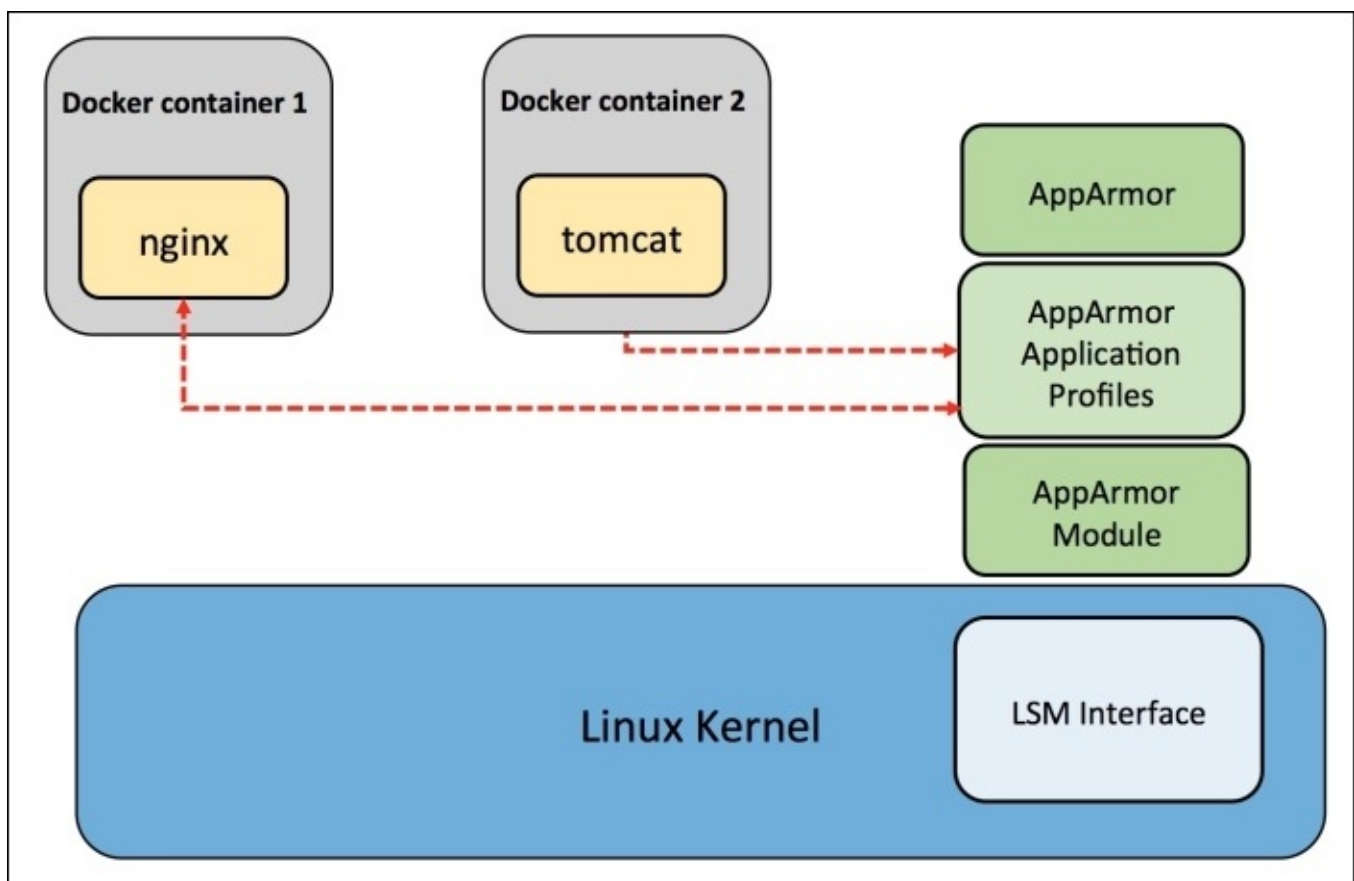 Docker container 1
nginx
Docker container 2
tomcat
AppArmor
AppArmor
Application
Profiles
AppArmor
Module
Linux Kernel
LSM Interface